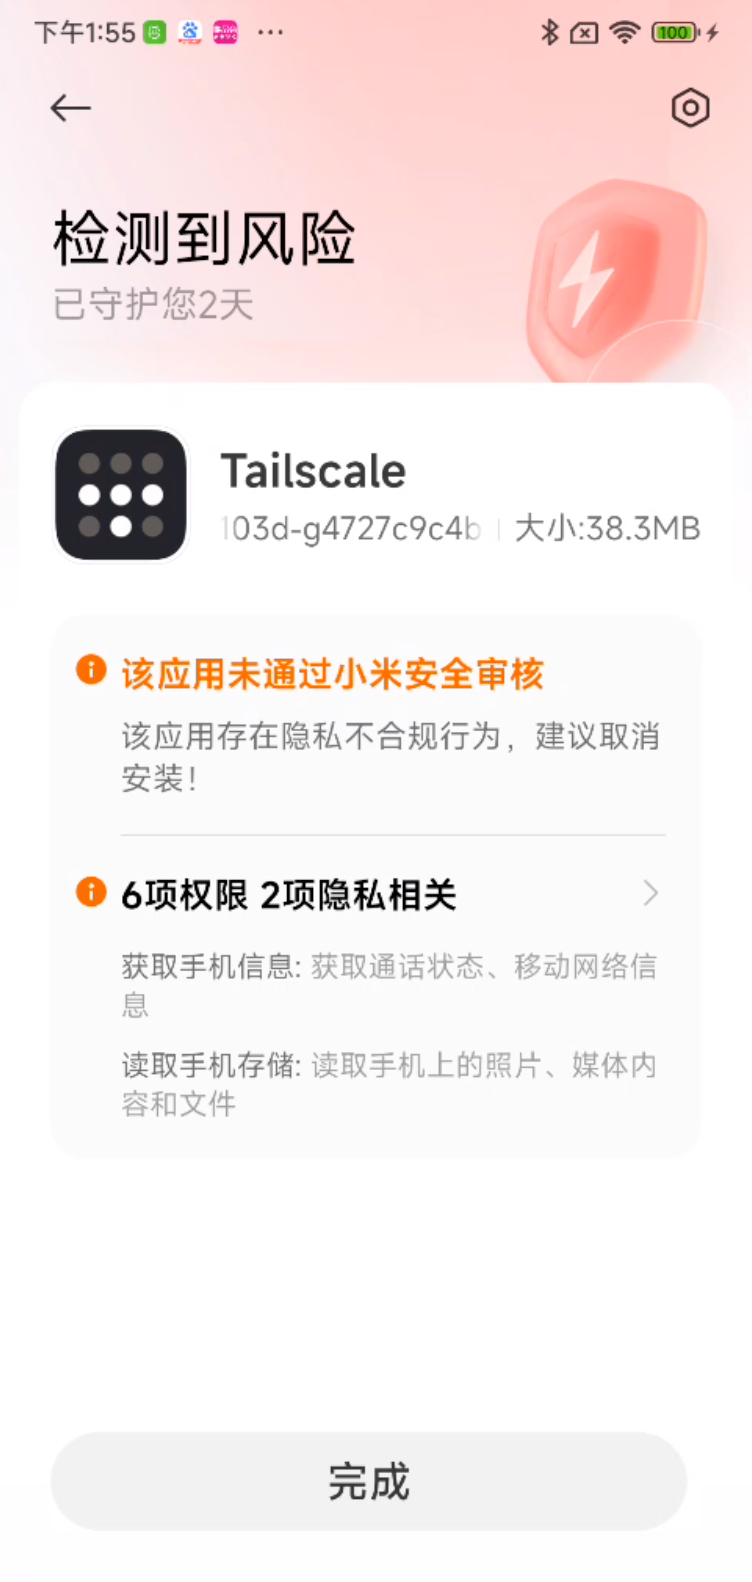 下午1:55
100
检测到风险
已守护您2天
Tailscale
103d-g4727c9c4b | 大小:38.3MB
该应用未通过小米安全审核
该应用存在隐私不合规行为，建议取消
安装！
6项权限 2项隐私相关
获取手机信息: 获取通话状态、移动网络信
息
读取手机存储: 读取手机上的照片、媒体内
容和文件
完成